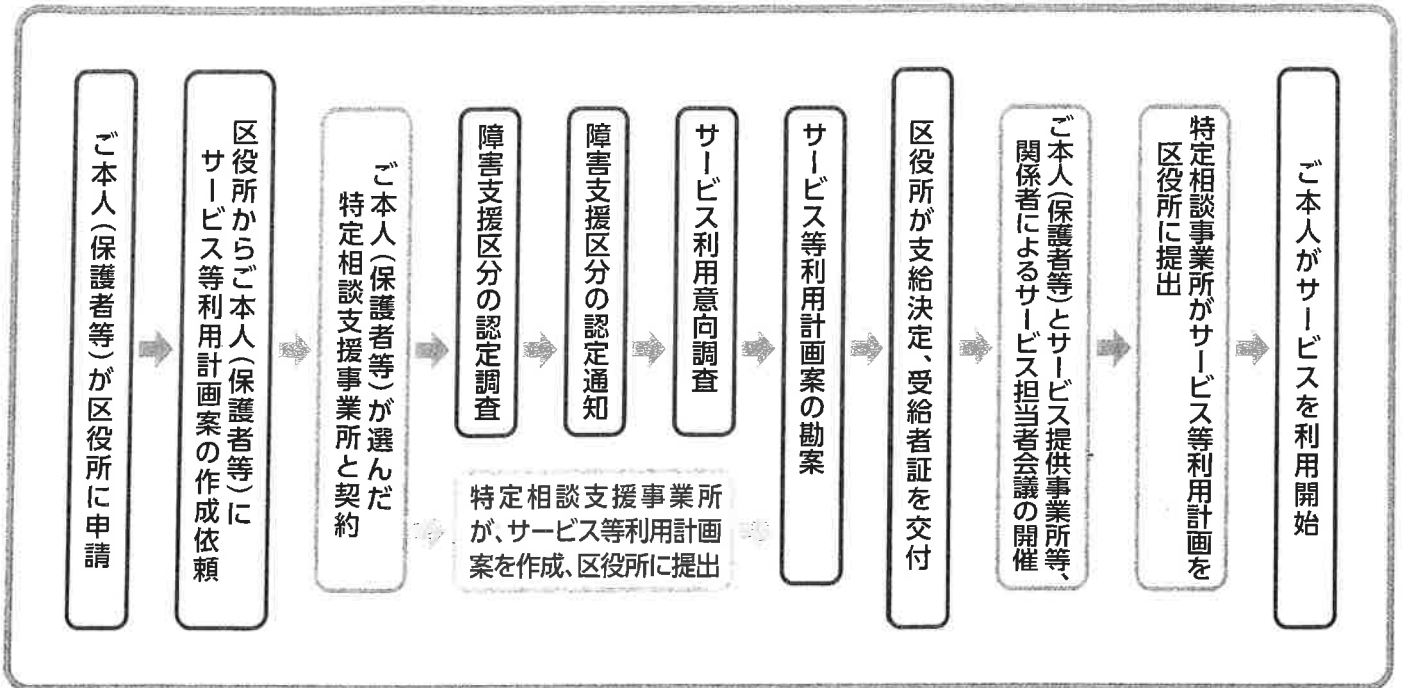 ご本人(保護者等)が区役所に申請
区役所からご本人(保護者等)に
サービス等利用計画案の作成依頼
ご本人(保護者等)が選んだ
特定相談支援事業所と契約
障害支援区分の認定調査
障害支援区分の認定通知
サービス利用意向調査
特定相談支援事業所
が、サービス等利用計画
案を作成、区役所に提出
サービス等利用計画案の勘案
区役所が支給決定、受給者証を交付
ご本人(保護者等)とサービス提供事業所等、
関係者によるサービス担当者会議の開催
特定相談事業所がサービス等利用計画を
区役所に提出
ご本人がサービスを利用開始